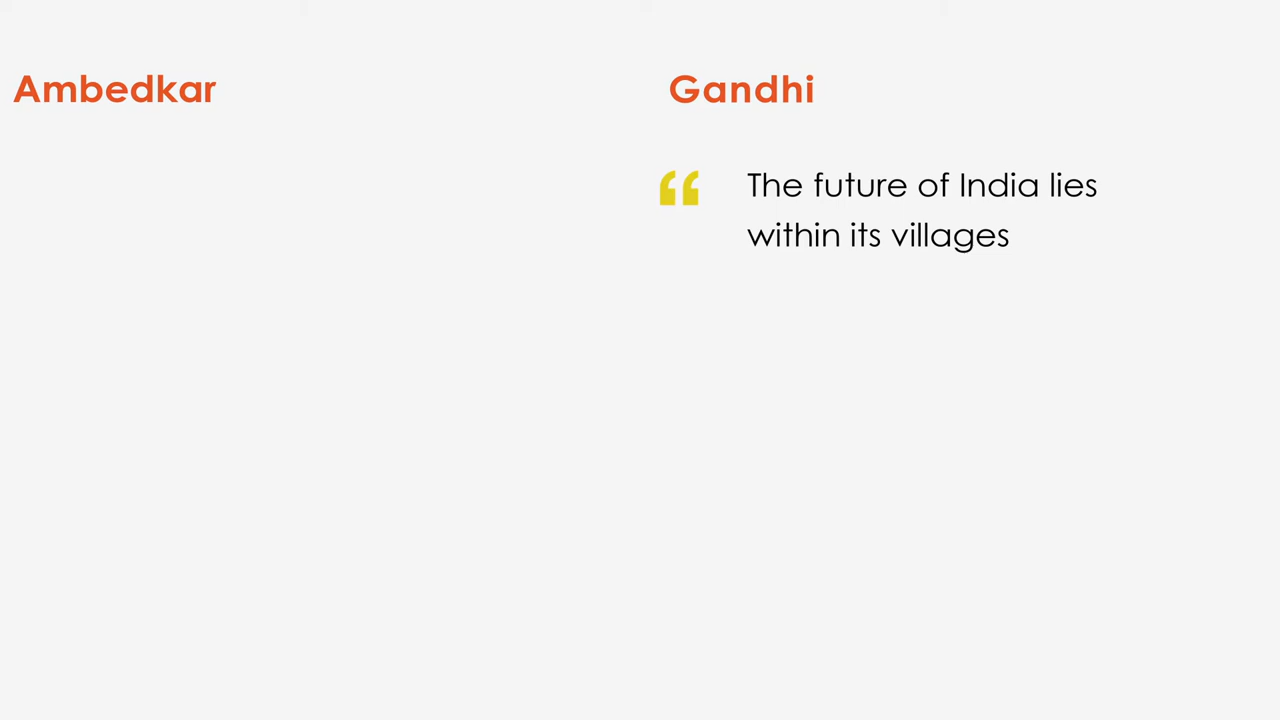 Ambedkar
Gandhi
“ The future of India lies
within its villages